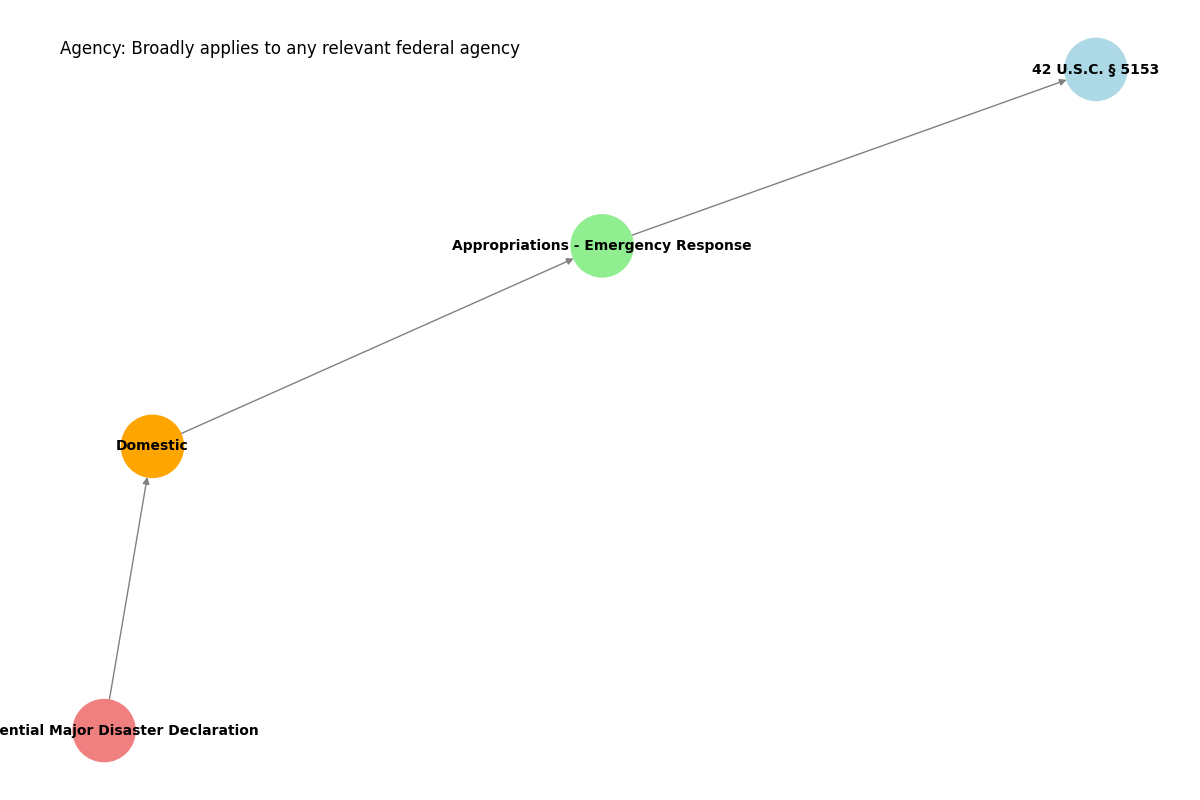 Agency: Broadly applies to any relevant federal agency
42 U.S.C. § 5153
Appropriations - Emergency Response
Domestic
ential Major Disaster Declaration